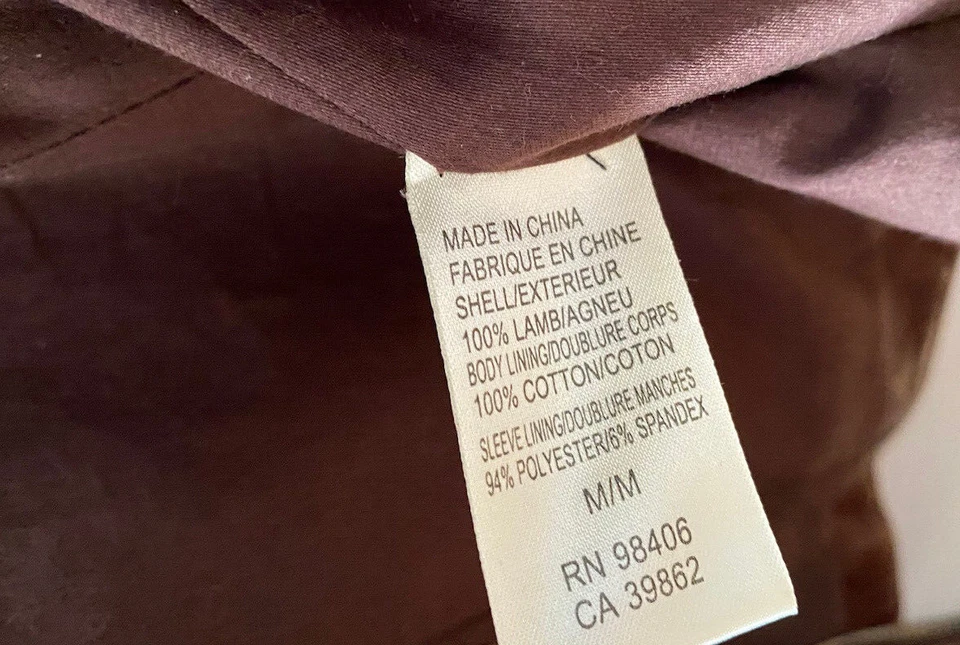 MADE IN CHINA
FABRIQUE EN CHINE
SHELL/EXTERIEUR
100% LAMB/AGNEU
BODY LINING/DOUBLURE CORPS
100% COTTON/COTON
SLEEVE LINING/DOUBLURE MANCHES
94% POLYESTER/6% SPANDEX
M/M
RN 98406
CA 39862